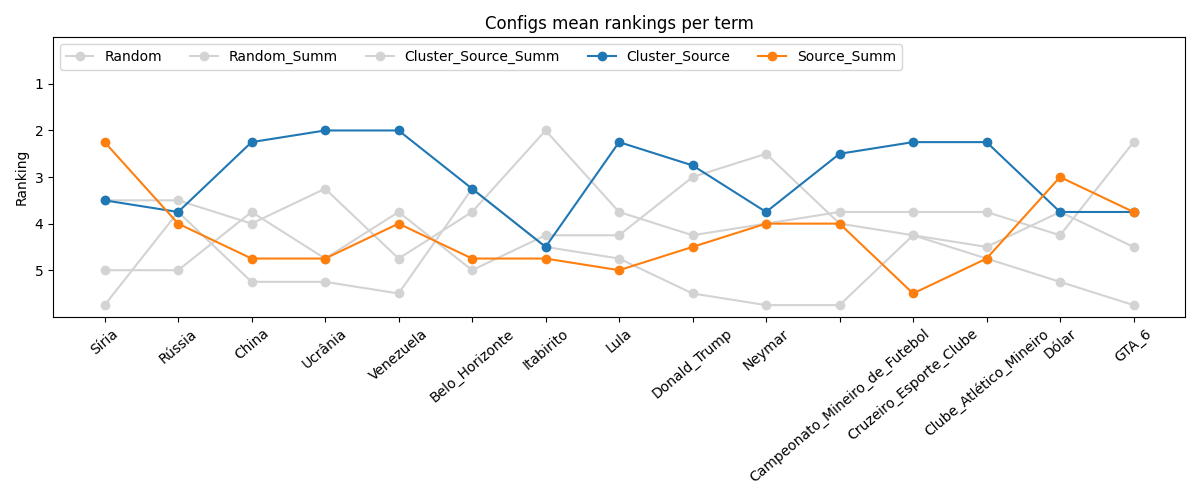 Configs mean rankings per term
Random
Random_Summ
Cluster_Source_Summ
Cluster_Source
Source_Summ
Ranking
1
2
3
4
5
Síria
Rússia
China
Ucrânia
Venezuela
Belo_Horizonte
Itabirito
Lula
Donald_Trump
Neymar
Campeonato_Mineiro_de_Futebol
Cruzeiro_Esporte_Clube
Clube_Atlético_Mineiro
Dólar
GTA_6